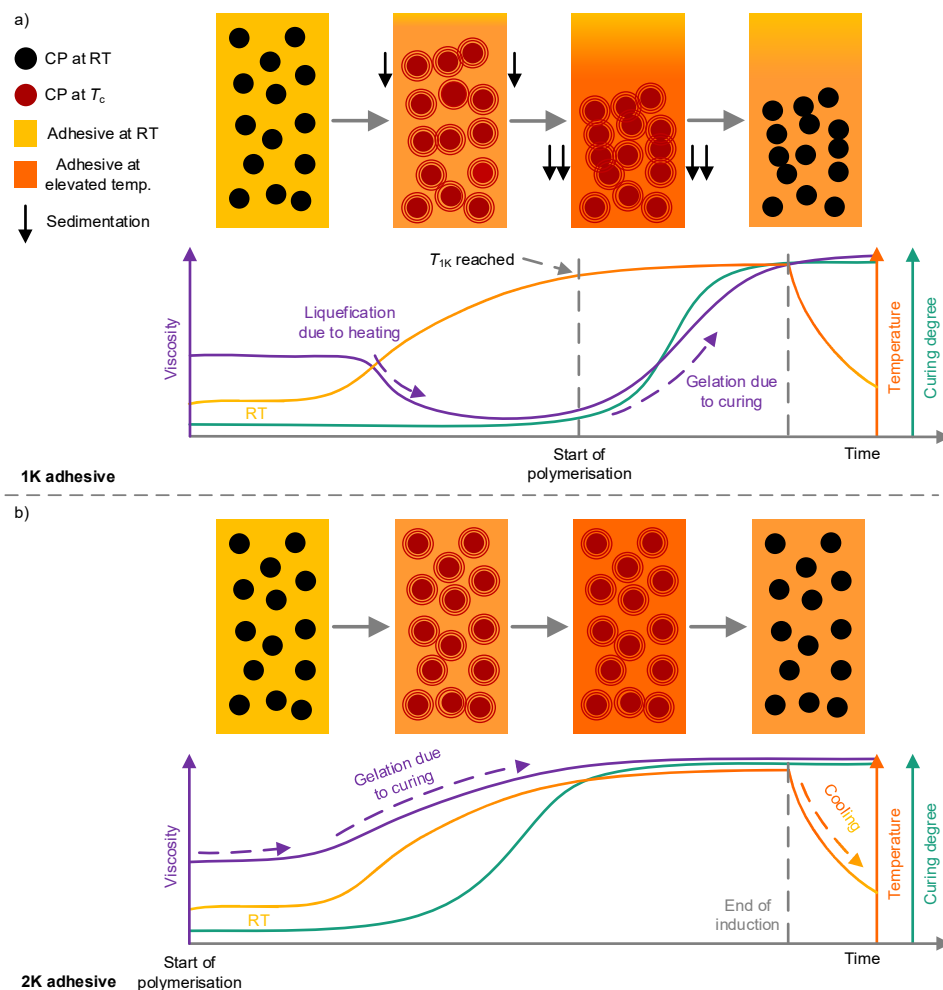 a)
CP at RT
CP at Tc
Adhesive at RT
Adhesive at
elevated temp.
Sedimentation
T1K reached
Liquefication
due to heating
Viscosity
RT
Gelation due
to curing
Temperature
Curing degree
Start of
polymerisation
Time
1K adhesive
b)
Gelation due
to curing
Viscosity
RT
Cooling
End of
induction
Temperature
Curing degree
Start of
polymerisation
Time
2K adhesive